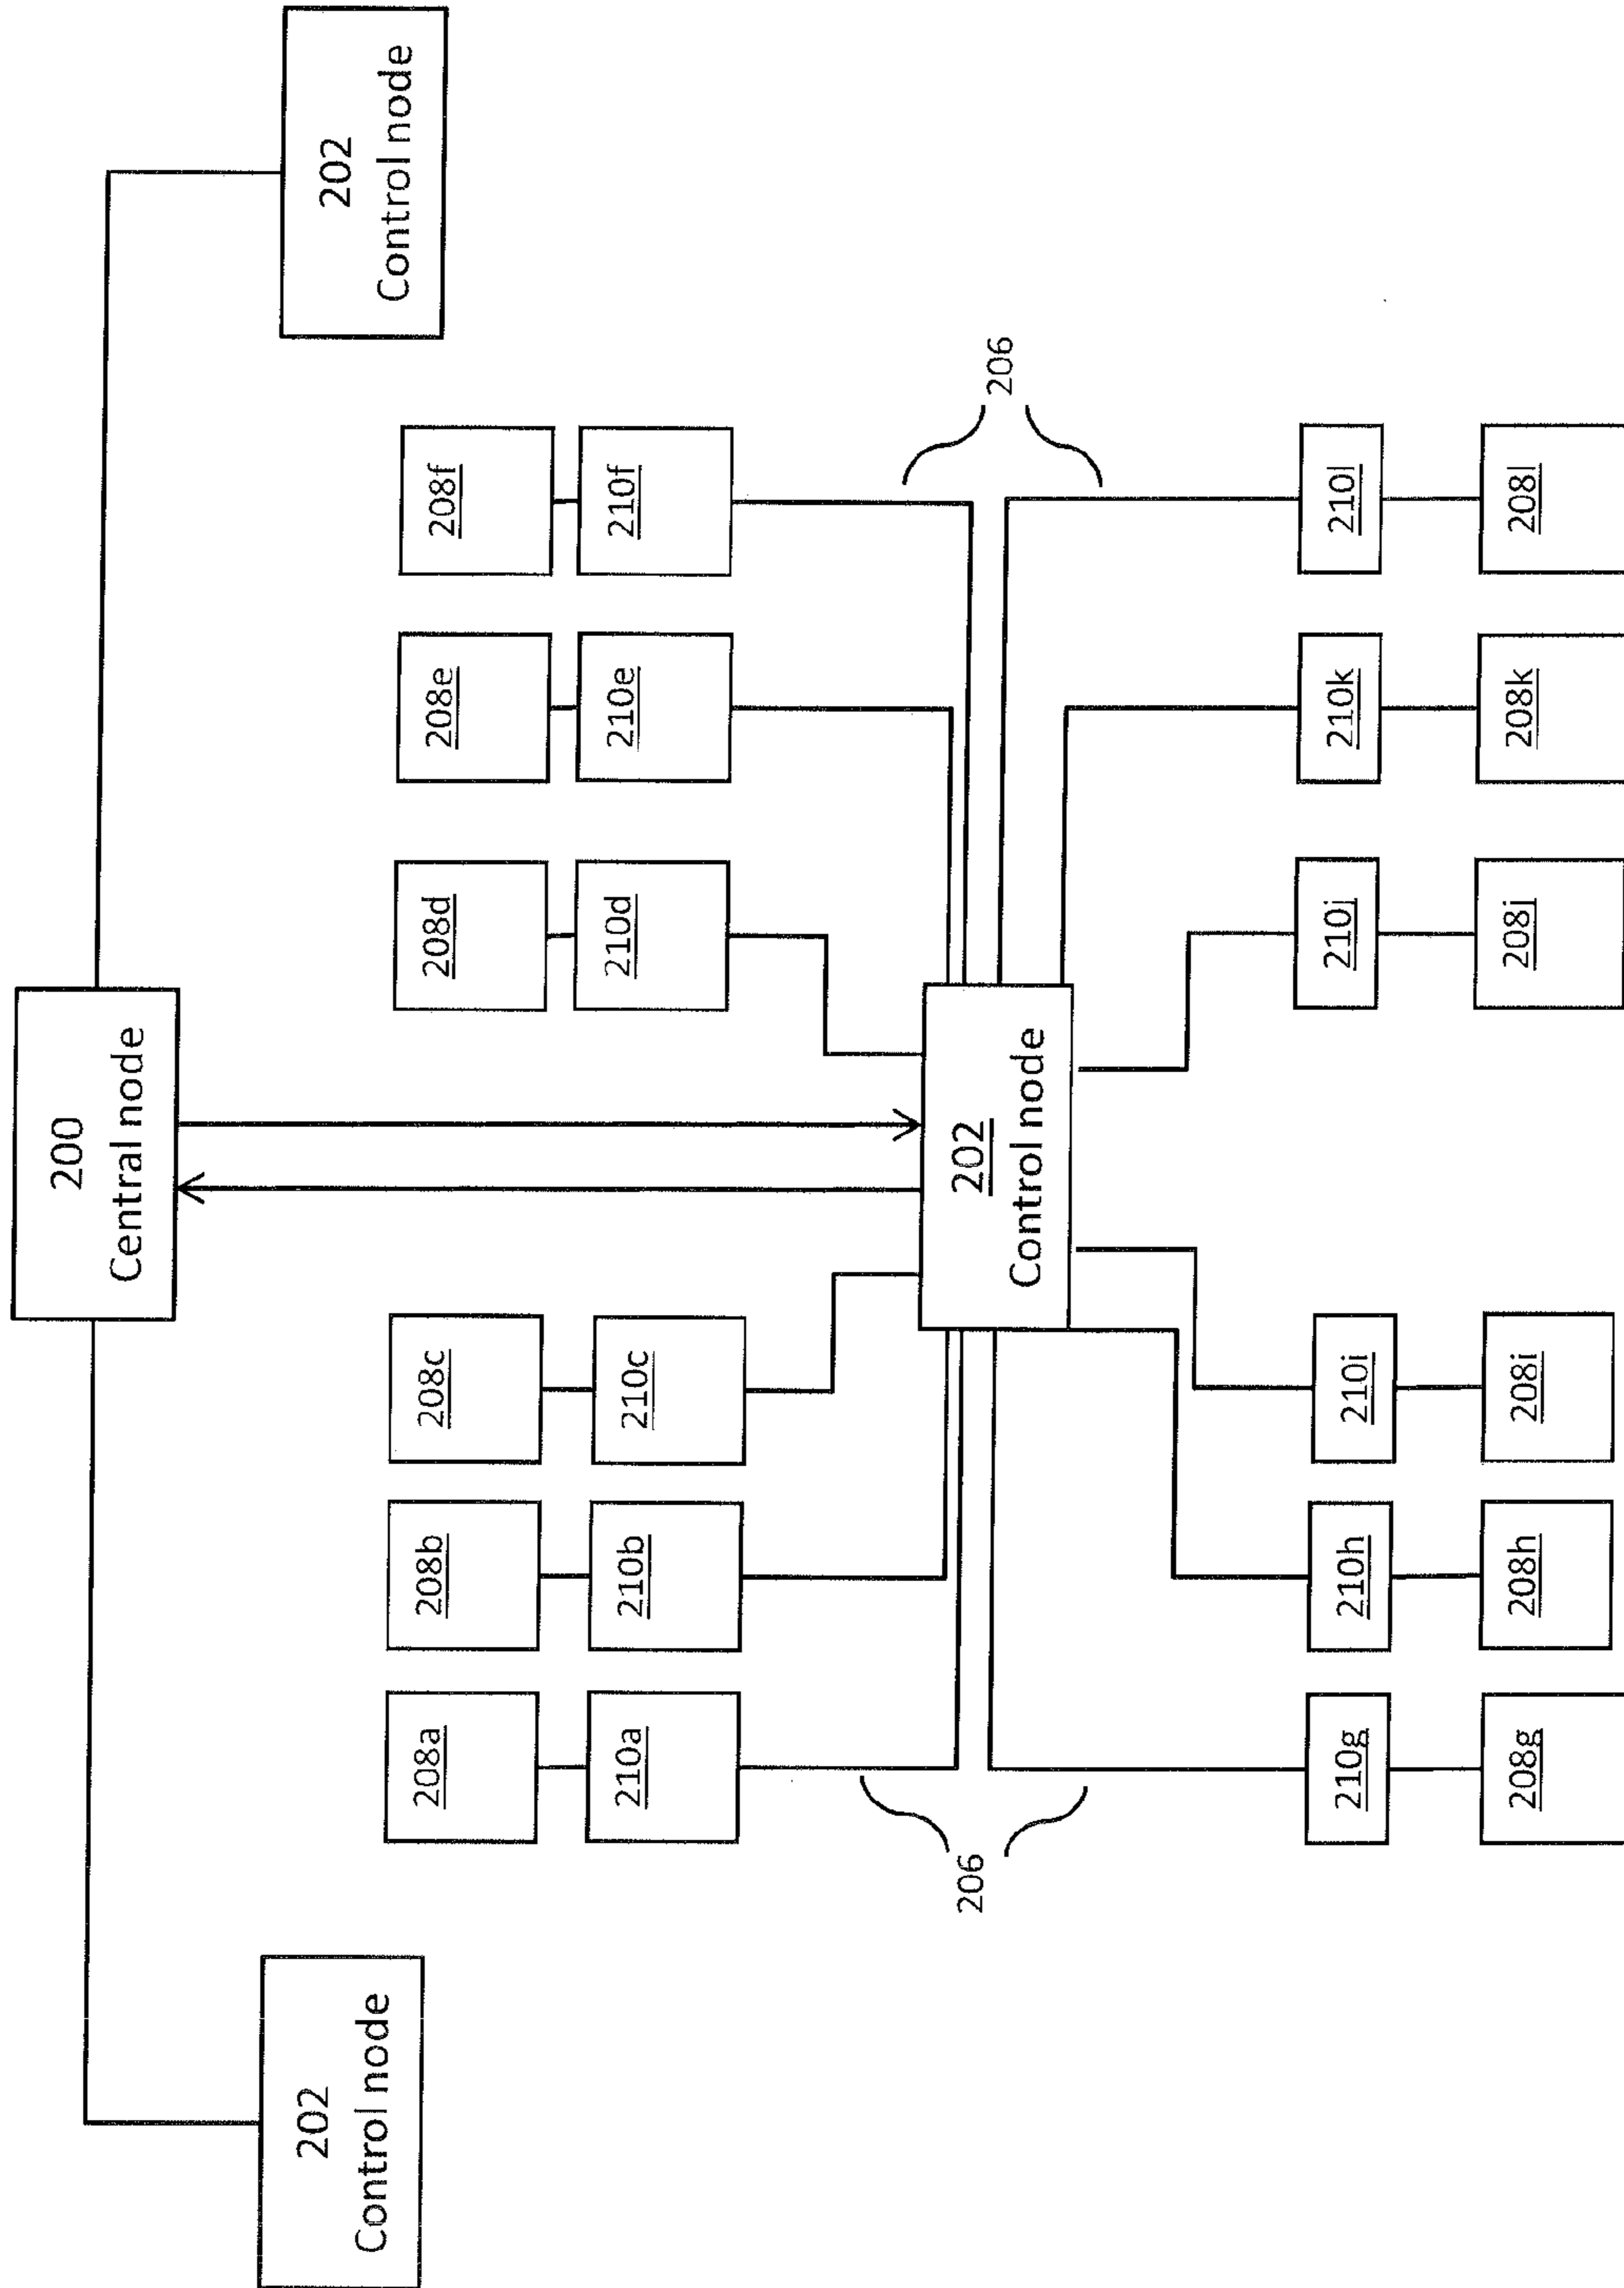 200
Central node
202
Control node
202
Control node
208a
208b
208c
208d
208e
208f
210a
210b
210c
210d
210e
210f
206
202
Control node
206
210g
210h
210i
210j
210k
210l
208g
208h
208i
208j
208k
208l